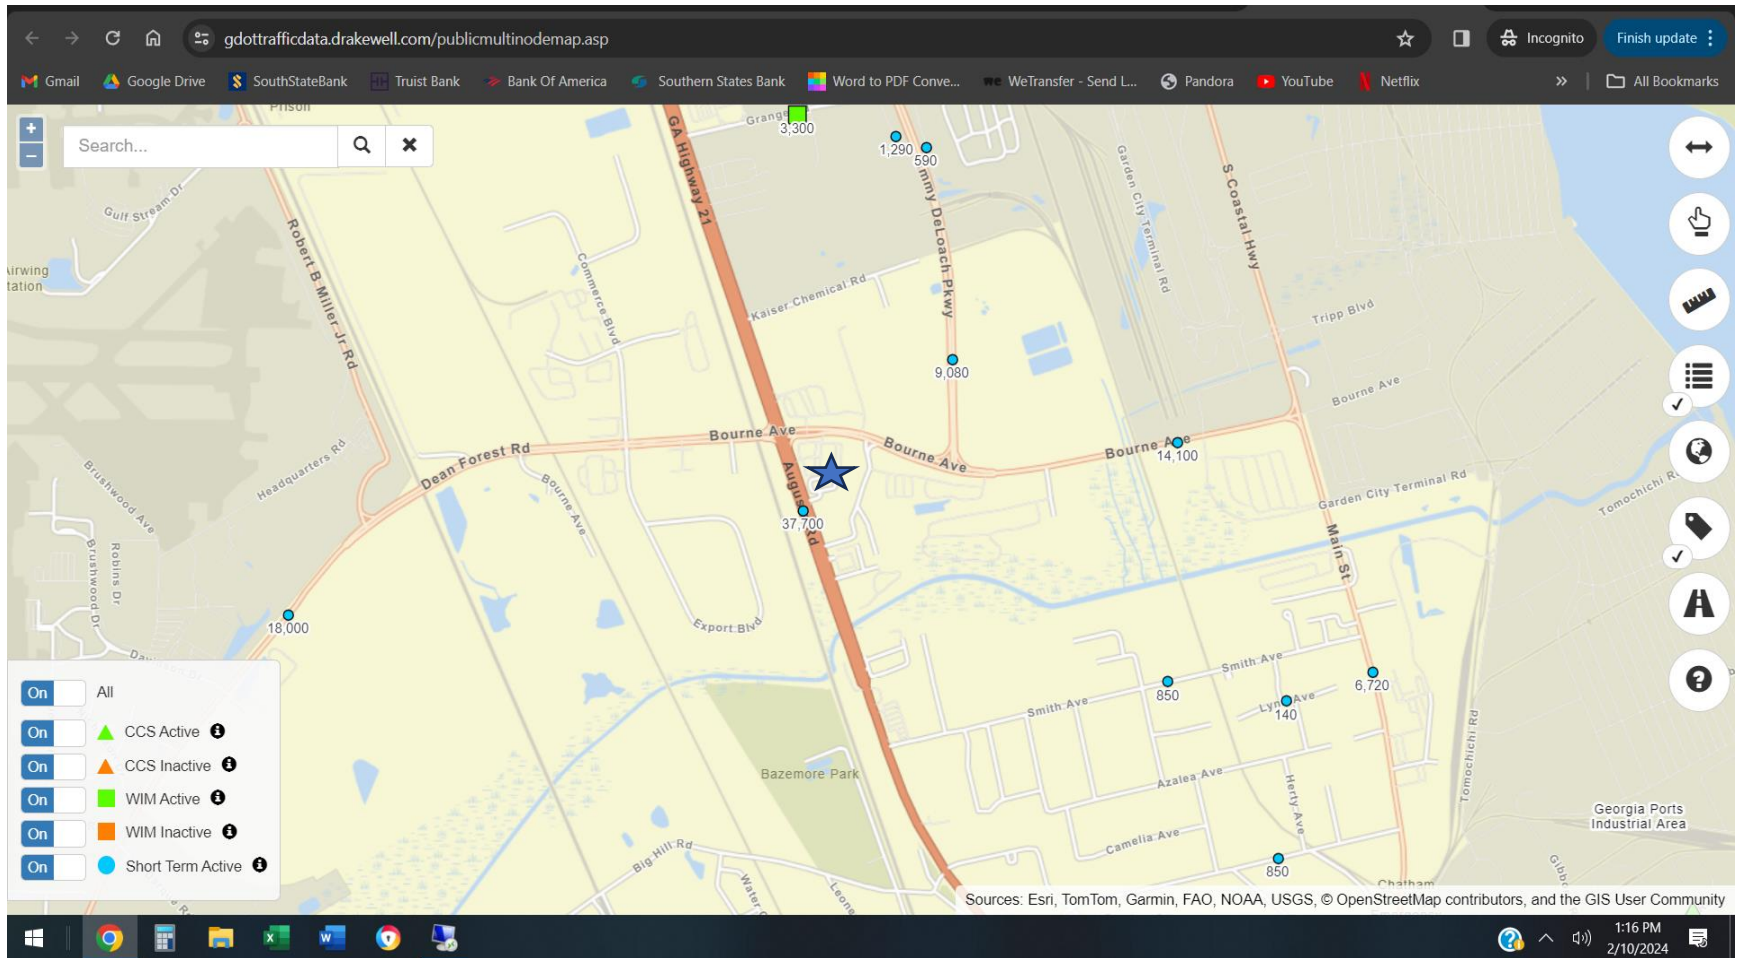 gdottrafficdata.drakewell.com/publicmultinodemap.asp
Incognito
Finish update
Gmail
Google Drive
SouthStateBank
Truist Bank
Bank Of America
Southern States Bank
Word to PDF Conve...
WeTransfer - Send L...
Pandora
YouTube
Netflix
»
All Bookmarks
Prison
+
−
Search...
Grange
3,300
1,290
590
GA Highway 21
mmy DeLoach Pkwy
Garden City Terminal Rd
S Coastal Hwy
Gulf Stream Dr
Robert B Miller Jr Rd
Commerce Blvd
Kaiser Chemical Rd
Tripp Blvd
9,080
Bourne Ave
Bourne Ave
Bourne Ave
Bourne Ave
14,100
Dean Forest Rd
Headquarters Rd
Brushwood Ave
Bourne Ave
Garden City Terminal Rd
37,700
Main St
Robins Dr
Brushwood Dr
18,000
Export Blvd
Smith Ave
Smith Ave
850
140
6,720
Bazemore Park
Azalea Ave
Herty Ave
Tomochichi Rd
Camelia Ave
850
Big Hill Rd
Georgia Ports
Industrial Area
Chatham
On All
On CCS Active
On CCS Inactive
On WIM Active
On WIM Inactive
On Short Term Active
Sources: Esri, TomTom, Garmin, FAO, NOAA, USGS, © OpenStreetMap contributors, and the GIS User Community
1:16 PM
2/10/2024